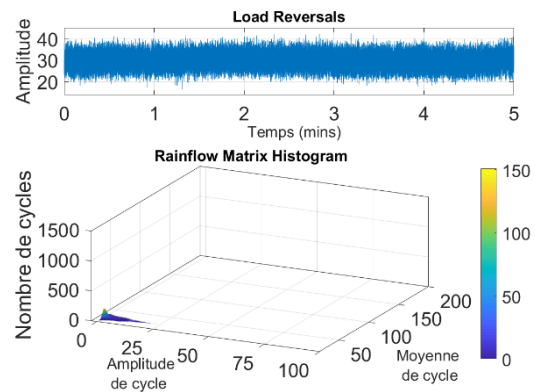 Load Reversals
Amplitude
40
30
20
0 1 2 3 4 5
Temps (mins)
Rainflow Matrix Histogram
Nombre de cycles
1500
1000
500
0
0 25 50 75 100
Amplitude
de cycle
50 100 150 200
Moyenne
de cycle
150
100
50
0